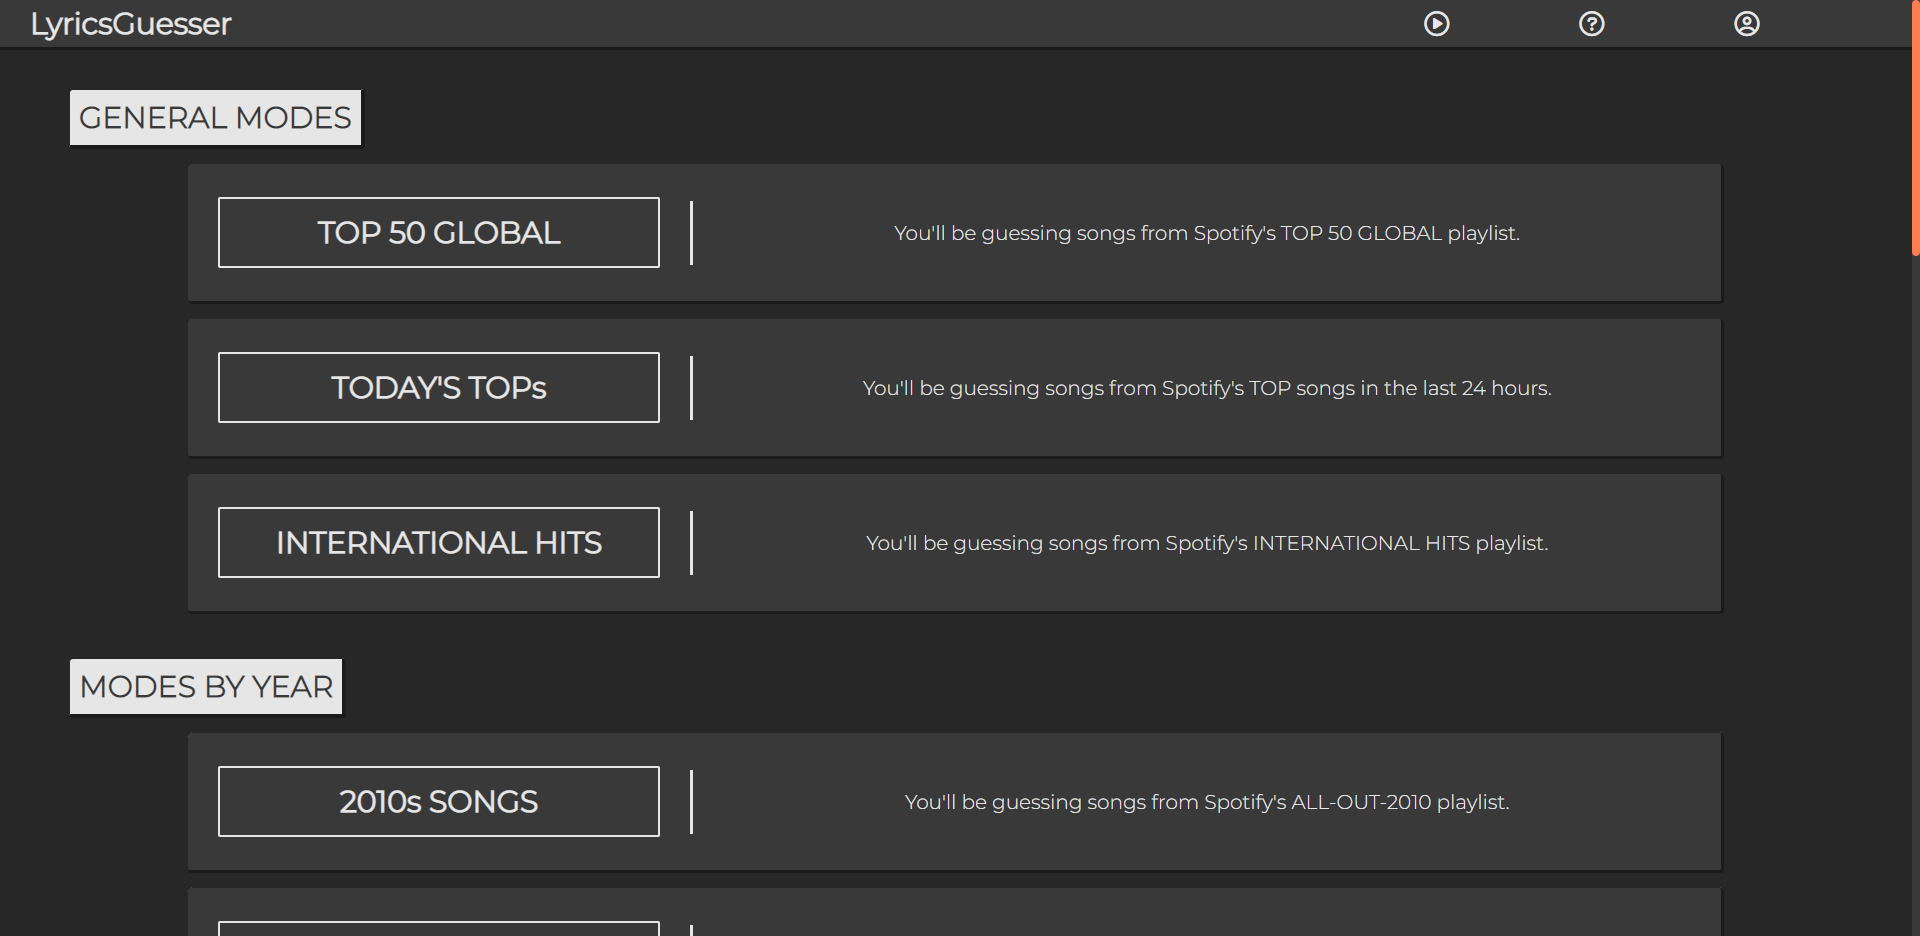 LyricsGuesser
GENERAL MODES
TOP 50 GLOBAL
You'll be guessing songs from Spotify's TOP 50 GLOBAL playlist.
TODAY'S TOPs
You'll be guessing songs from Spotify's TOP songs in the last 24 hours.
INTERNATIONAL HITS
You'll be guessing songs from Spotify's INTERNATIONAL HITS playlist.
MODES BY YEAR
2010s SONGS
You'll be guessing songs from Spotify's ALL-OUT-2010 playlist.